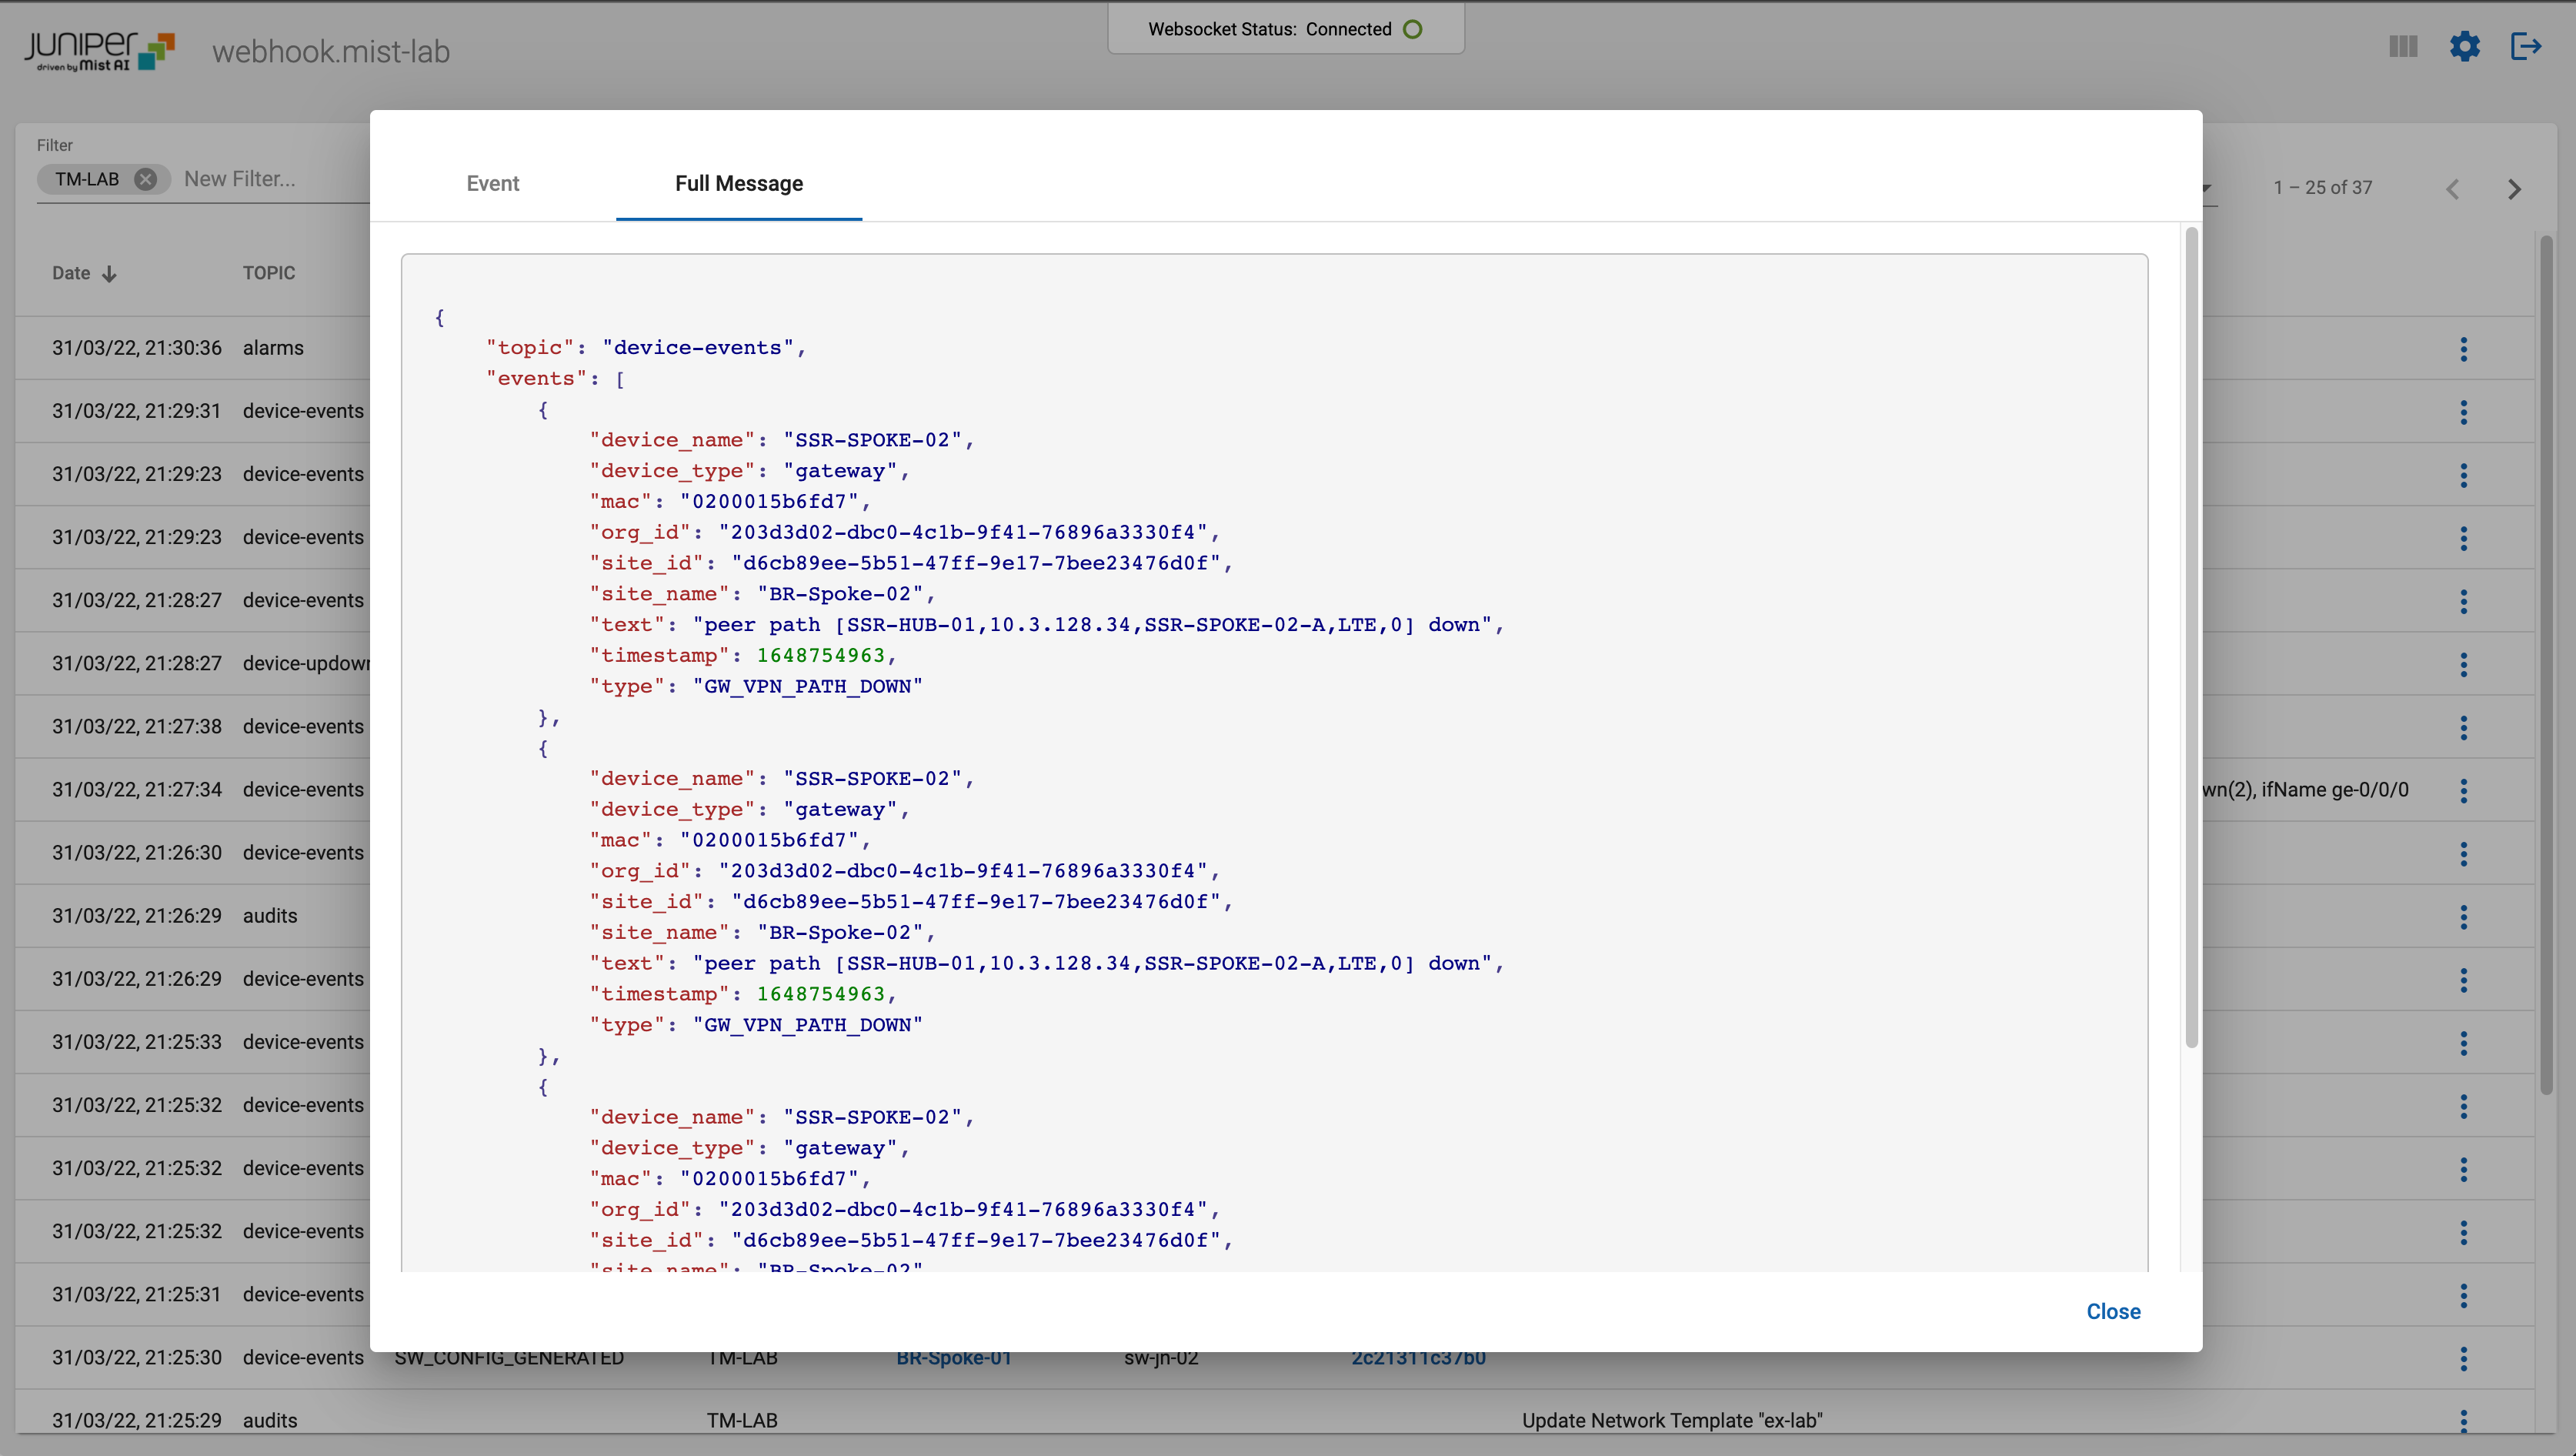 Websocket Status: Connected
JUNIPER
driven by Mist AI
webhook.mist-lab
Filter
TM-LAB New Filter...
1 – 25 of 37
Date TOPIC
31/03/22, 21:30:36 alarms
31/03/22, 21:29:31 device-events
31/03/22, 21:29:23 device-events
31/03/22, 21:29:23 device-events
31/03/22, 21:28:27 device-events
31/03/22, 21:28:27 device-updown
31/03/22, 21:27:38 device-events
31/03/22, 21:27:34 device-events wn(2), ifName ge-0/0/0
31/03/22, 21:26:30 device-events
31/03/22, 21:26:29 audits
31/03/22, 21:26:29 device-events
31/03/22, 21:25:33 device-events
31/03/22, 21:25:32 device-events
31/03/22, 21:25:32 device-events
31/03/22, 21:25:32 device-events
31/03/22, 21:25:31 device-events
31/03/22, 21:25:30 device-events SW_CONFIG_GENERATED TM-LAB BR-Spoke-01 sw-jn-02 2c21311c37b0
31/03/22, 21:25:29 audits TM-LAB Update Network Template "ex-lab"
Event Full Message
{
"topic": "device-events",
"events": [
{
"device_name": "SSR-SPOKE-02",
"device_type": "gateway",
"mac": "0200015b6fd7",
"org_id": "203d3d02-dbc0-4c1b-9f41-76896a3330f4",
"site_id": "d6cb89ee-5b51-47ff-9e17-7bee23476d0f",
"site_name": "BR-Spoke-02",
"text": "peer path [SSR-HUB-01,10.3.128.34,SSR-SPOKE-02-A,LTE,0] down",
"timestamp": 1648754963,
"type": "GW_VPN_PATH_DOWN"
},
{
"device_name": "SSR-SPOKE-02",
"device_type": "gateway",
"mac": "0200015b6fd7",
"org_id": "203d3d02-dbc0-4c1b-9f41-76896a3330f4",
"site_id": "d6cb89ee-5b51-47ff-9e17-7bee23476d0f",
"site_name": "BR-Spoke-02",
"text": "peer path [SSR-HUB-01,10.3.128.34,SSR-SPOKE-02-A,LTE,0] down",
"timestamp": 1648754963,
"type": "GW_VPN_PATH_DOWN"
},
{
"device_name": "SSR-SPOKE-02",
"device_type": "gateway",
"mac": "0200015b6fd7",
"org_id": "203d3d02-dbc0-4c1b-9f41-76896a3330f4",
"site_id": "d6cb89ee-5b51-47ff-9e17-7bee23476d0f",
"site_name": "BR-Spoke-02"
Close